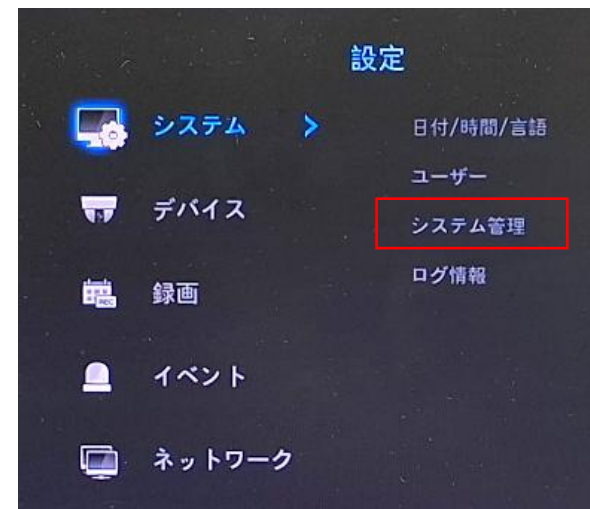 設定
システム >
日付/時間/言語
ユーザー
システム管理
ログ情報
デバイス
録画
REC
イベント
ネットワーク